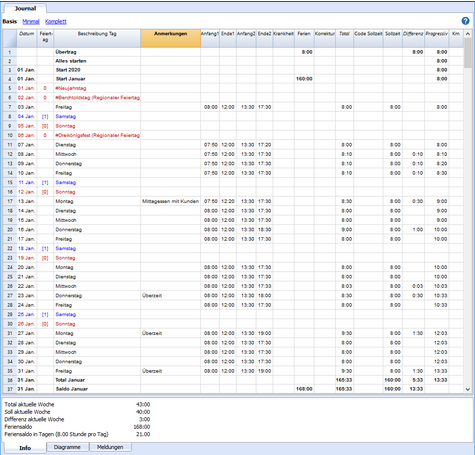 Journal
Basis Minimal Komplett
Datum Feiertag Beschreibung Tag Anmerkungen Anfang1 Ende1 Anfang2 Ende2 Krankheit Ferien Korrektur Total Code Sollzeit Sollzeit Differenz Progressiv Km
1 Übertrag 8:00 8:00 8:00
2 Alles starten 8:00
3 01 Jan. Start 2020 8:00
4 01 Jan. Start Januar 160:00 8:00
5 01 Jan. 0 #Neujahrstag
6 02 Jan. 0 #Berchtoldstag (Regionaler Feiertag
7 03 Jan. Freitag 08:00 12:00 13:30 17:30 8:00 8:00 8:00
8 04 Jan. [1] Samstag
9 05 Jan. [0] Sonntag
10 06 Jan. 0 #Dreikönigsfest (Regionaler Feiertag
11 07 Jan. Dienstag 07:50 12:00 13:30 17:20 8:00 8:00 8:00
12 08 Jan. Mittwoch 07:50 12:00 13:30 17:30 8:10 8:00 0:10 8:10
13 09 Jan. Donnerstag 07:50 12:00 13:30 17:30 8:10 8:00 0:10 8:20
14 10 Jan. Freitag 07:50 12:00 13:30 17:30 8:10 8:00 0:10 8:30
15 11 Jan. [1] Samstag
16 12 Jan. [0] Sonntag
17 13 Jan. Montag Mittagessen mit Kunden 07:50 12:20 13:30 17:30 8:30 8:00 0:30 9:00
18 14 Jan. Dienstag 08:00 12:00 13:30 17:30 8:00 8:00 9:00
19 15 Jan. Mittwoch 08:00 12:00 13:30 17:30 8:00 8:00 9:00
20 16 Jan. Donnerstag 08:00 12:00 13:30 18:30 9:00 8:00 1:00 10:00
21 17 Jan. Freitag 08:00 12:00 13:30 17:30 8:00 8:00 10:00
22 18 Jan. [1] Samstag
23 19 Jan. [0] Sonntag
24 20 Jan. Montag 08:00 12:00 13:30 17:30 8:00 8:00 10:00
25 21 Jan. Dienstag 08:00 12:00 13:30 17:30 8:00 8:00 10:00
26 22 Jan. Mittwoch 08:00 12:00 13:30 17:33 8:03 8:00 0:03 10:03
27 23 Jan. Donnerstag Überzeit 08:00 12:00 13:30 18:00 8:30 8:00 0:30 10:33
28 24 Jan. Freitag 08:00 12:00 13:30 17:30 8:00 8:00 10:33
29 25 Jan. [1] Samstag
30 26 Jan. [0] Sonntag
31 27 Jan. Montag Überzeit 08:00 12:00 13:30 19:00 9:30 8:00 1:30 12:03
32 28 Jan. Dienstag 08:00 12:00 13:30 17:30 8:00 8:00 12:03
33 29 Jan. Mittwoch 08:00 12:00 13:30 17:30 8:00 8:00 12:03
34 30 Jan. Donnerstag 08:00 12:00 13:30 17:30 8:00 8:00 12:03
35 31 Jan. Freitag Überzeit 08:00 12:00 13:30 19:00 9:30 8:00 1:30 13:33
36 31 Jan. Total Januar 165:33 160:00 5:33 13:33
37 31 Jan. Saldo Januar 168:00 165:33 160:00 13:33
Total aktuelle Woche 43:00
Soll aktuelle Woche 40:00
Differenz aktuelle Woche 3:00
Feriensaldo 168:00
Feriensaldo in Tagen (8.00 Stunde pro Tag) 21.00
Info Diagramme Meldungen